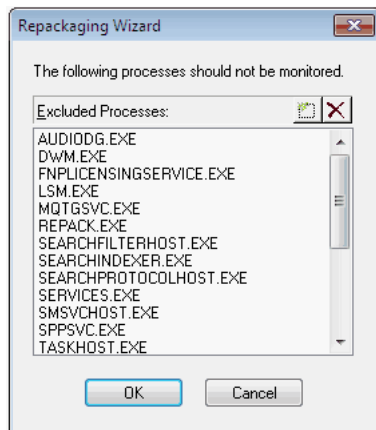 Repackaging Wizard
The following processes should not be monitored.
Excluded Processes:
AUDIODG.EXE
DWM.EXE
FNPLICENSINGSERVICE.EXE
LSM.EXE
MQTGSVC.EXE
REPACK.EXE
SEARCHFILTERHOST.EXE
SEARCHINDEXER.EXE
SEARCHPROTOCOLHOST.EXE
SERVICES.EXE
SMSVCHOST.EXE
SPPSVC.EXE
TASKHOST.EXE
OK Cancel